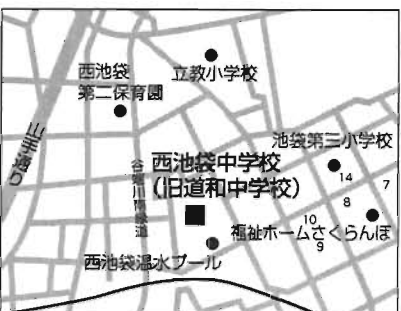 西池袋
第二保育園
立教小学校
山手通り
谷端川南緑道
池袋第三小学校
西池袋中学校
(旧道和中学校)
14
7
8
10
9
福祉ホームさくらんぼ
西池袋温水プール